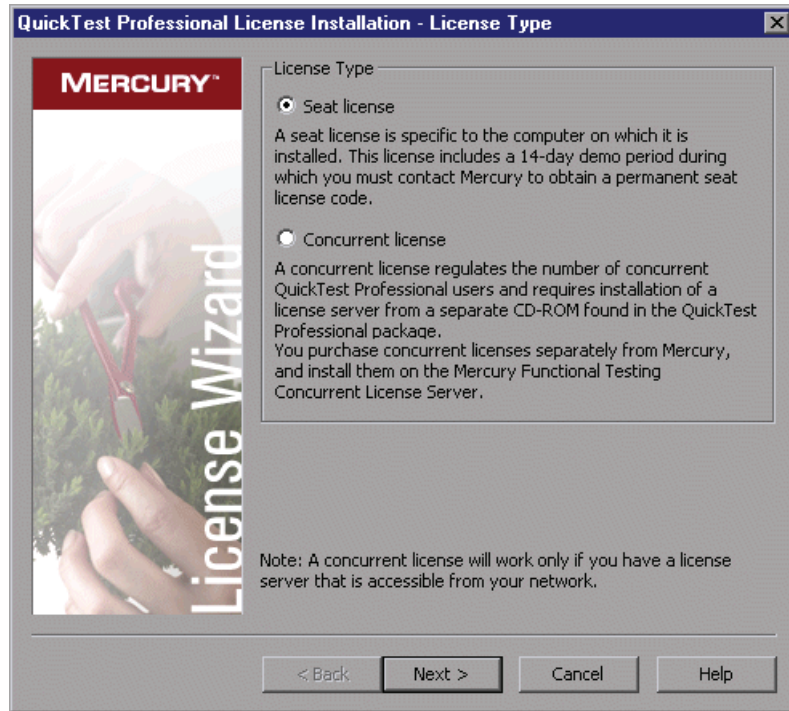 QuickTest Professional License Installation - License Type
MERCURY™
License Wizard
License Type
Seat license
A seat license is specific to the computer on which it is
installed. This license includes a 14-day demo period during
which you must contact Mercury to obtain a permanent seat
license code.
Concurrent license
A concurrent license regulates the number of concurrent
QuickTest Professional users and requires installation of a
license server from a separate CD-ROM found in the QuickTest
Professional package.
You purchase concurrent licenses separately from Mercury,
and install them on the Mercury Functional Testing
Concurrent License Server.
Note: A concurrent license will work only if you have a license
server that is accessible from your network.
< Back
Next >
Cancel
Help